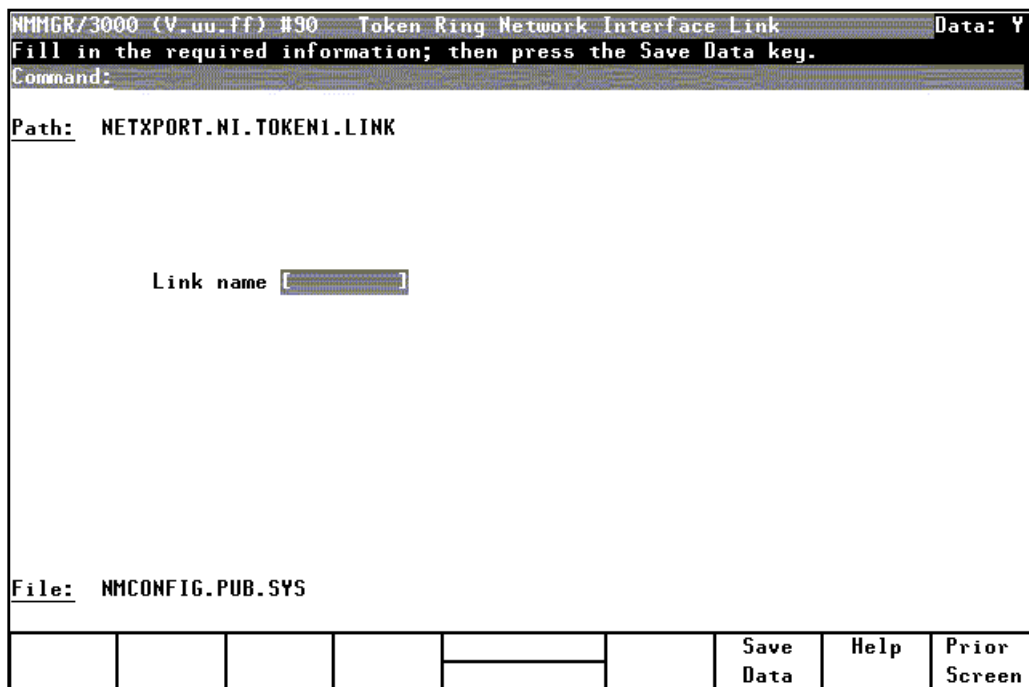 NMMGR/3000 (V.uu.ff) #90 Token Ring Network Interface Link Data: Y
Fill in the required information; then press the Save Data key.
Command:
Path: NETXPORT.NI.TOKEN1.LINK
Link name [ ]
File: NMCONFIG.PUB.SYS
Save Help Prior
Data Screen